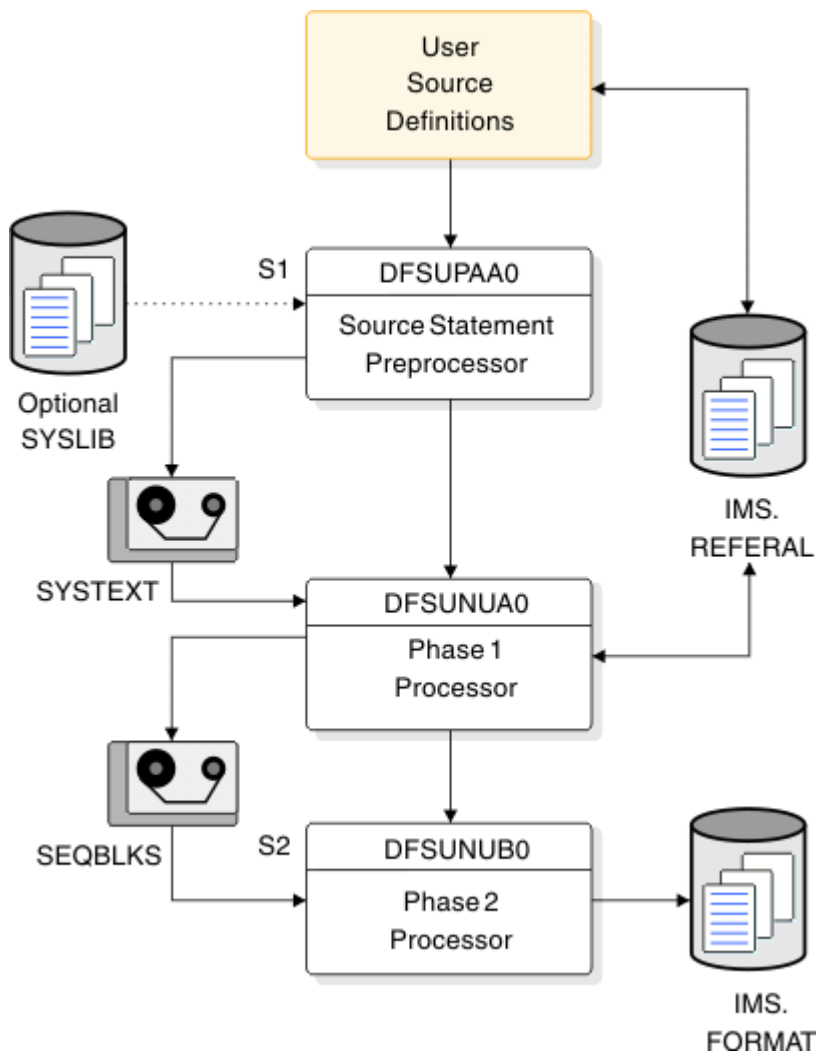 User
Source
Definitions
S1
DFSUPAA0
Source Statement
Preprocessor
Optional
SYSLIB
IMS.
REFERAL
SYSTEXT
DFSUNUA0
Phase 1
Processor
SEQBLKS
S2
DFSUNUB0
Phase 2
Processor
IMS.
FORMAT